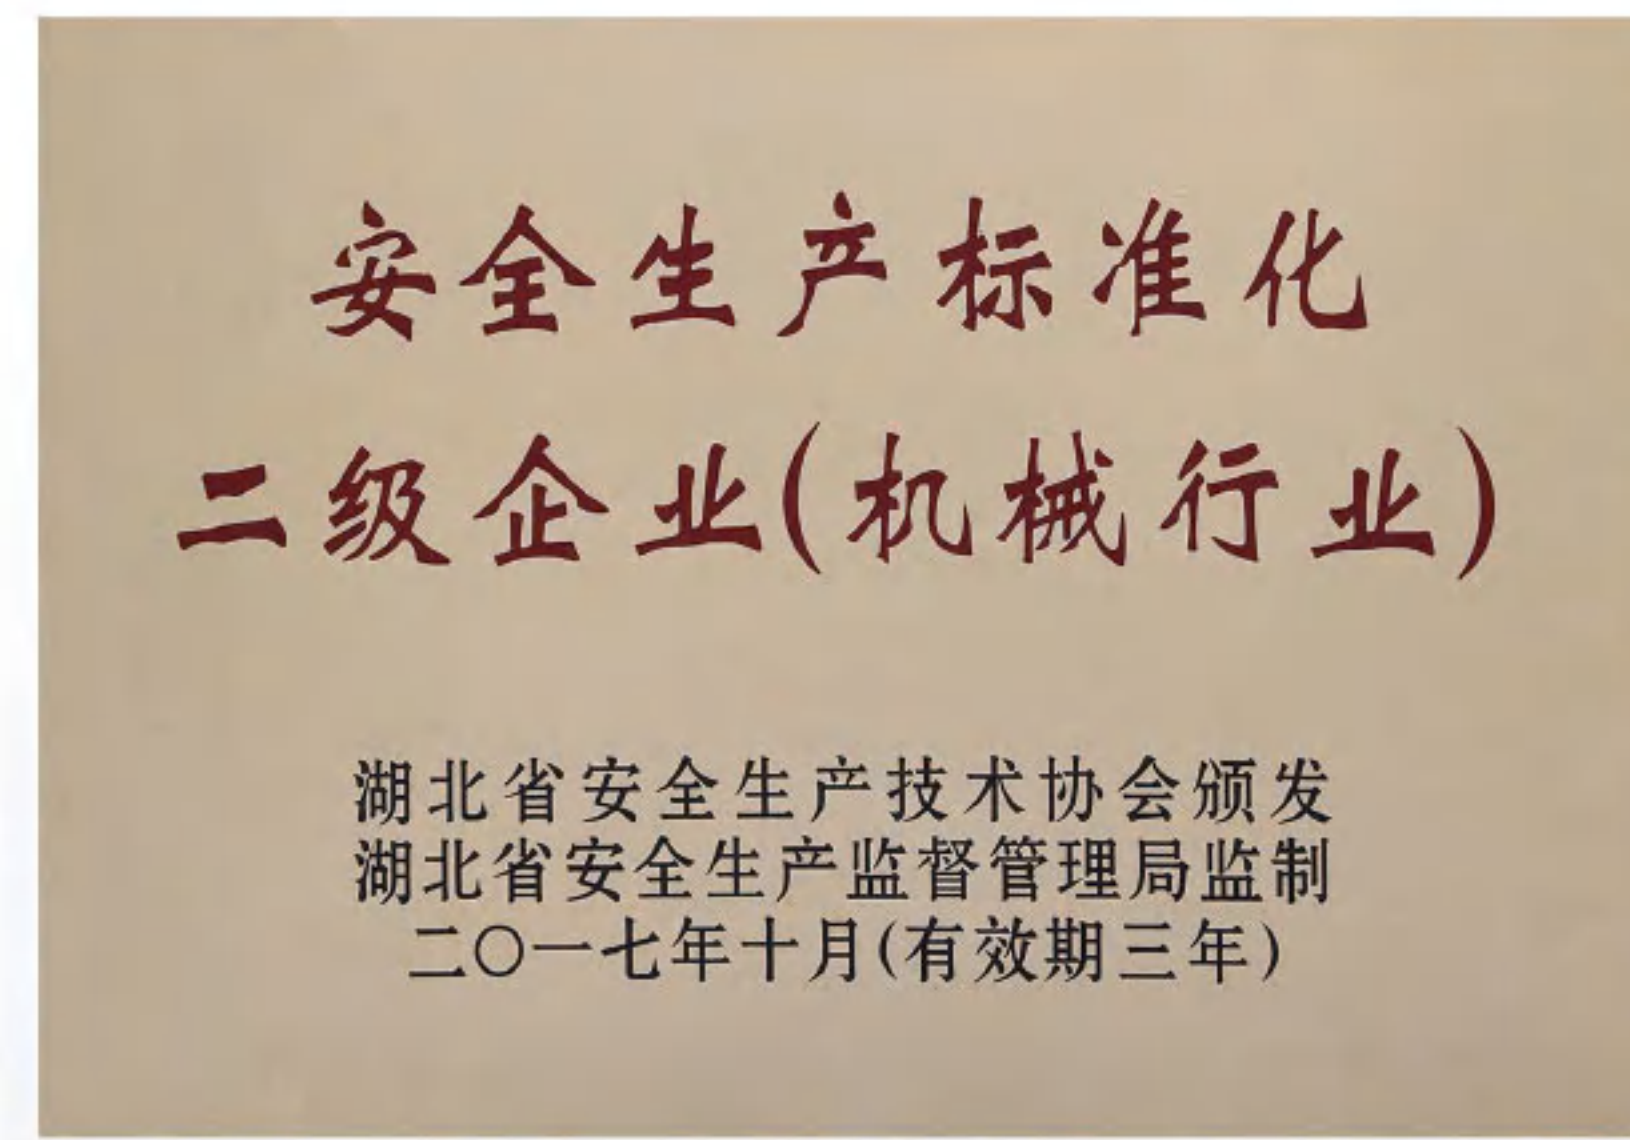 安全生产标准化
二级企业(机械行业)
湖北省安全生产技术协会颁发
湖北省安全生产监督管理局监制
二〇一七年十月(有效期三年)